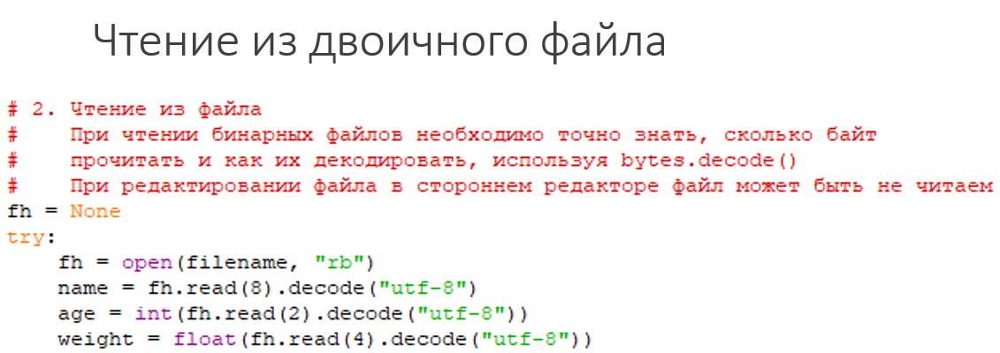 Чтение из двоичного файла
# 2. Чтение из файла
#    При чтении бинарных файлов необходимо точно знать, сколько байт
#    прочитать и как их декодировать, используя bytes.decode()
#    При редактировании файла в стороннем редакторе файл может быть не читаем
fh = None
try:
    fh = open(filename, "rb")
    name = fh.read(8).decode("utf-8")
    age = int(fh.read(2).decode("utf-8"))
    weight = float(fh.read(4).decode("utf-8"))